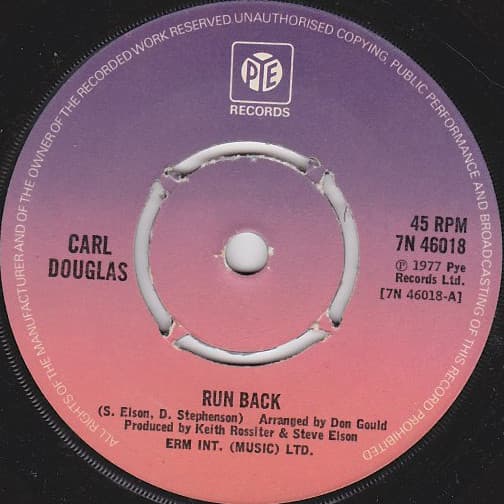 ALL RIGHTS OF THE MANUFACTURER AND OF THE OWNER OF THE RECORDED WORK RESERVED UNAUTHORISED COPYING, PUBLIC PERFORMANCE AND BROADCASTING OF THIS RECORD PROHIBITED
PYE
RECORDS
CARL
DOUGLAS
45 RPM
7N 46018
℗ 1977 Pye
Records Ltd.
[7N 46018-A]
RUN BACK
(S. Elson, D. Stephenson) Arranged by Don Gould
Produced by Keith Rossiter & Steve Elson
ERM INT. (MUSIC) LTD.